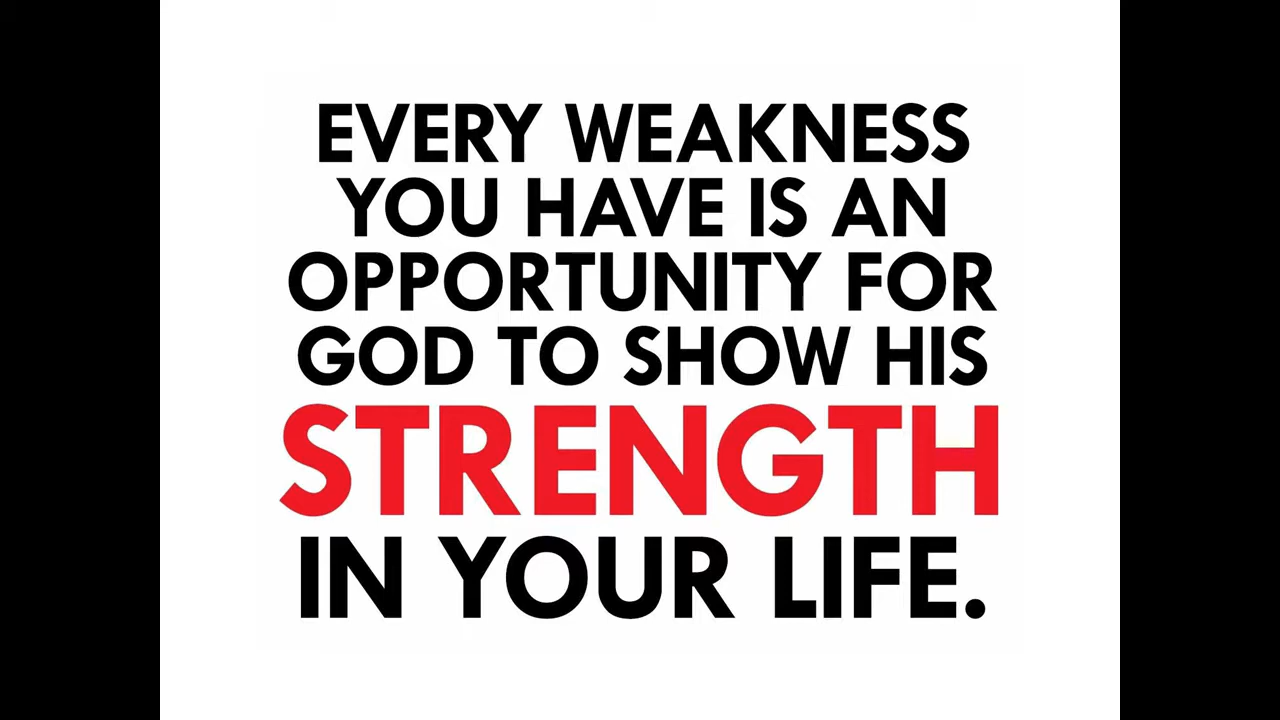 EVERY WEAKNESS
YOU HAVE IS AN
OPPORTUNITY FOR
GOD TO SHOW HIS
STRENGTH
IN YOUR LIFE.